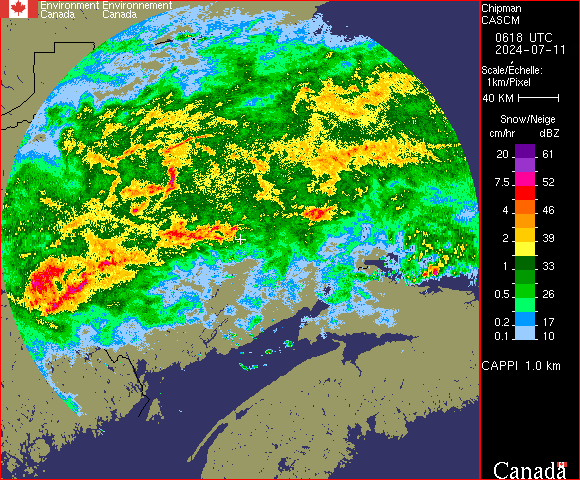 Environment Environnement
Canada Canada
Chipman
CASCM
0618 UTC
2024-07-11
Scale/Échelle:
1km/Pixel
40 KM
Snow/Neige
cm/hr dBZ
20 61
7.5 52
4 46
2 39
1 33
0.5 26
0.2 17
0.1 10
CAPPI 1.0 km
Canada